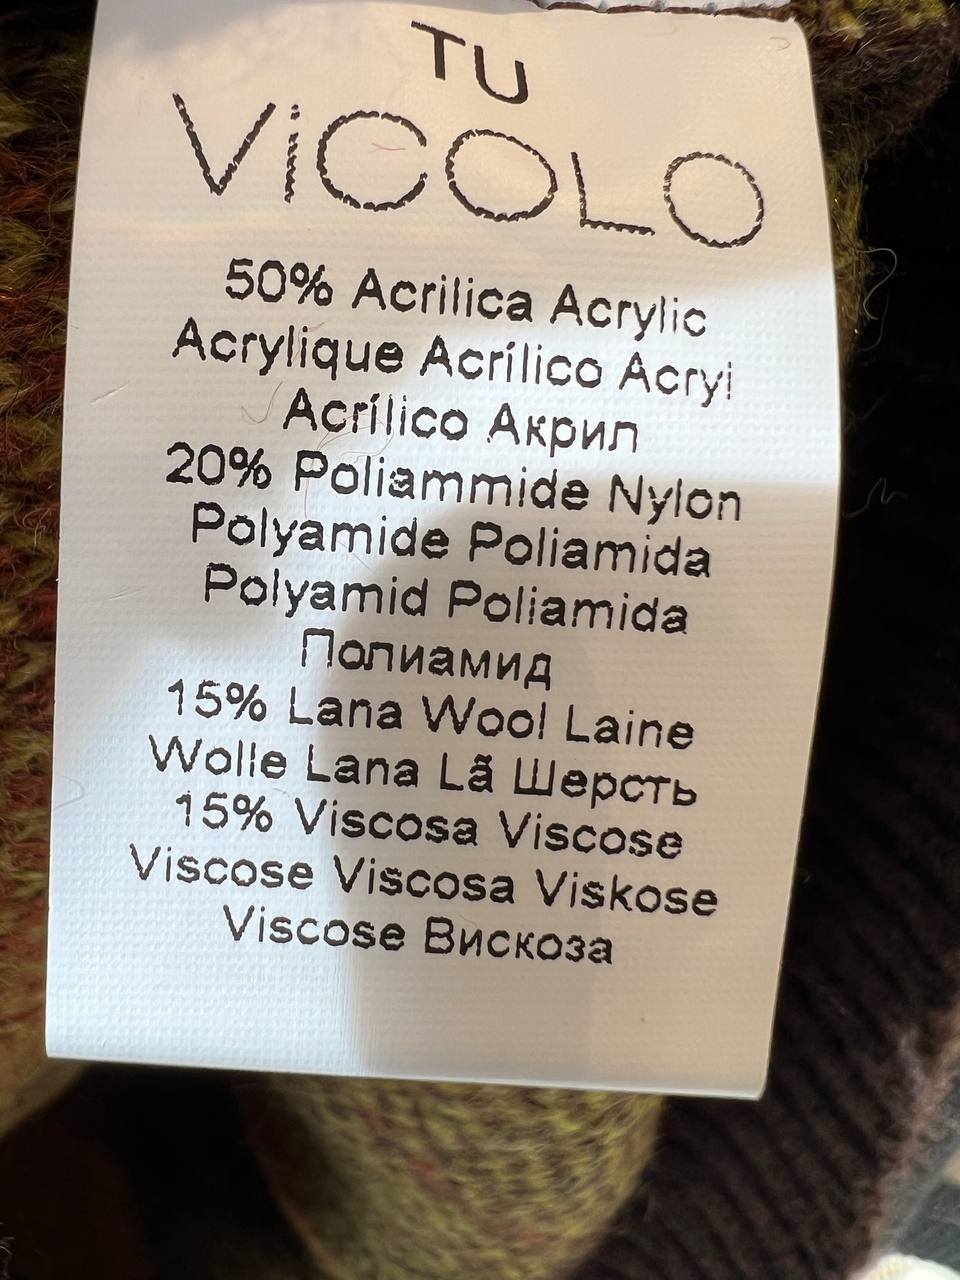 TU
ViCOLO
50% Acrilica Acrylic
Acrylique Acrílico Acryl
Acrílico Акрил
20% Poliammide Nylon
Polyamide Poliamida
Polyamid Poliamida
Полиамид
15% Lana Wool Laine
Wolle Lana Lã Шерсть
15% Viscosa Viscose
Viscose Viscosa Viskose
Viscose Вискоза